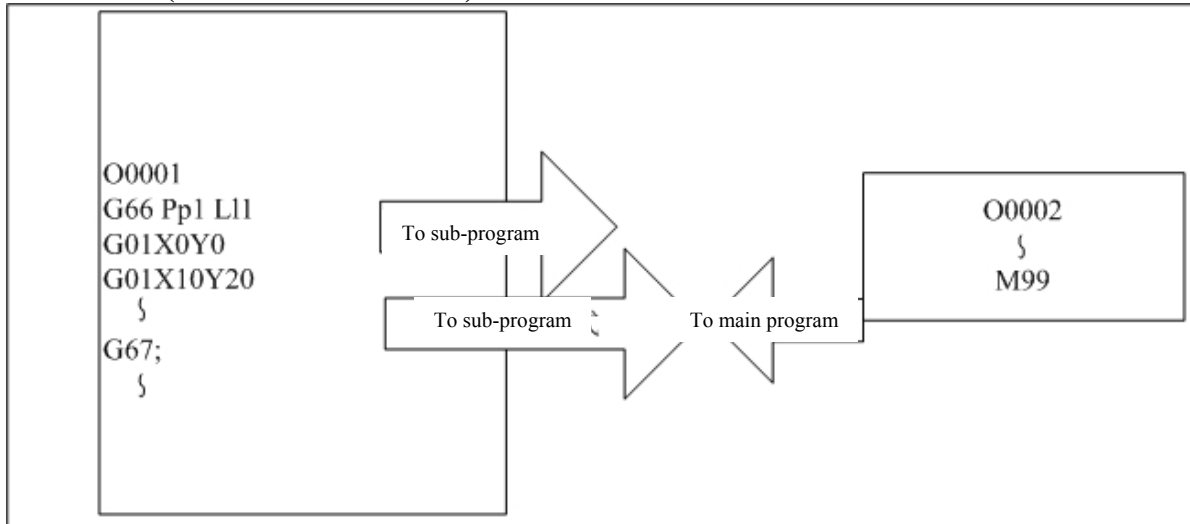 O0001
G66 Pp1 Ll1
G01X0Y0
G01X10Y20
G67;
To sub-program
To sub-program
To main program
O0002
M99